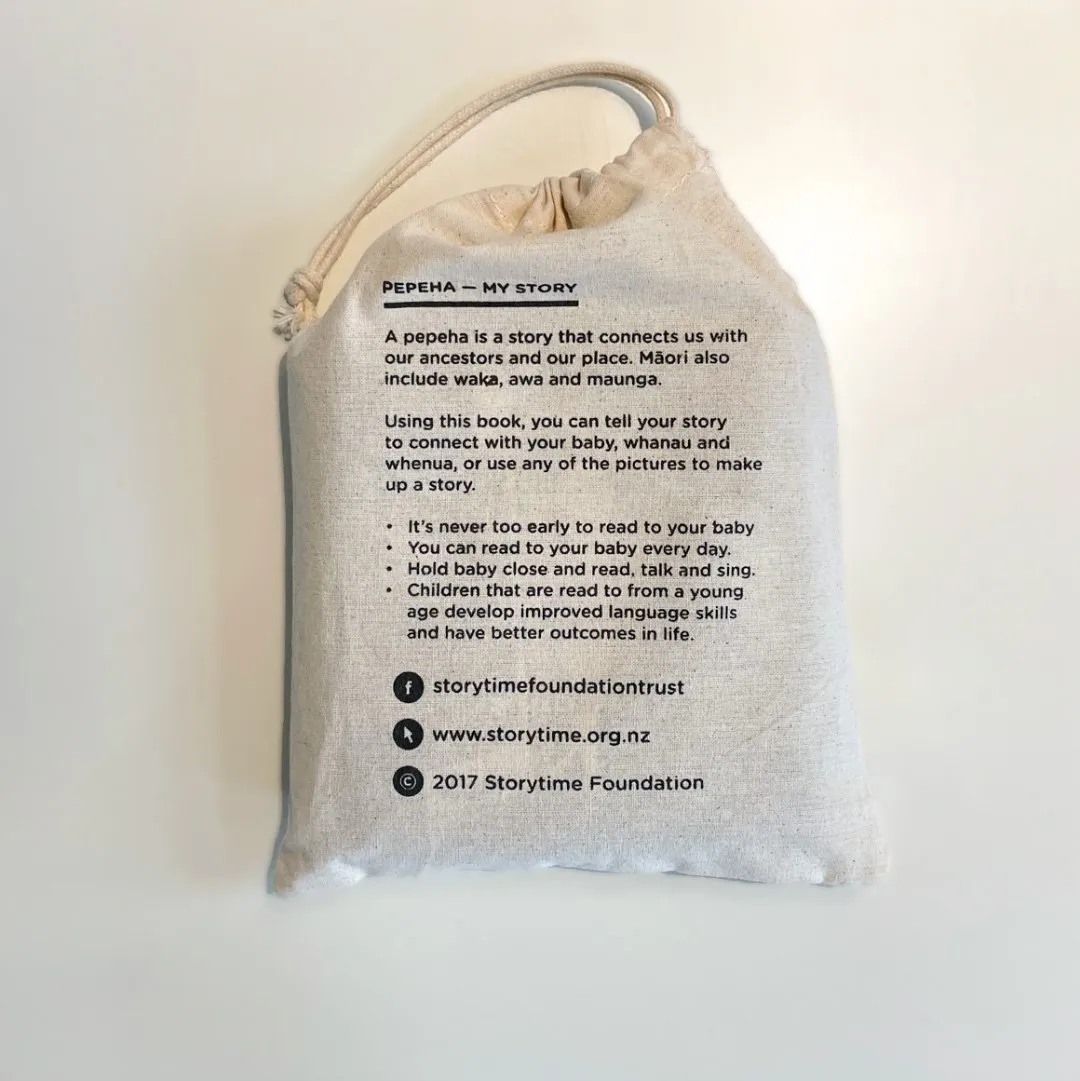 PEPEHA — MY STORY
A pepeha is a story that connects us with
our ancestors and our place. Māori also
include waka, awa and maunga.
Using this book, you can tell your story
to connect with your baby, whanau and
whenua, or use any of the pictures to make
up a story.
• It's never too early to read to your baby
• You can read to your baby every day.
• Hold baby close and read, talk and sing.
• Children that are read to from a young
age develop improved language skills
and have better outcomes in life.
f storytimefoundationtrust
www.storytime.org.nz
© 2017 Storytime Foundation